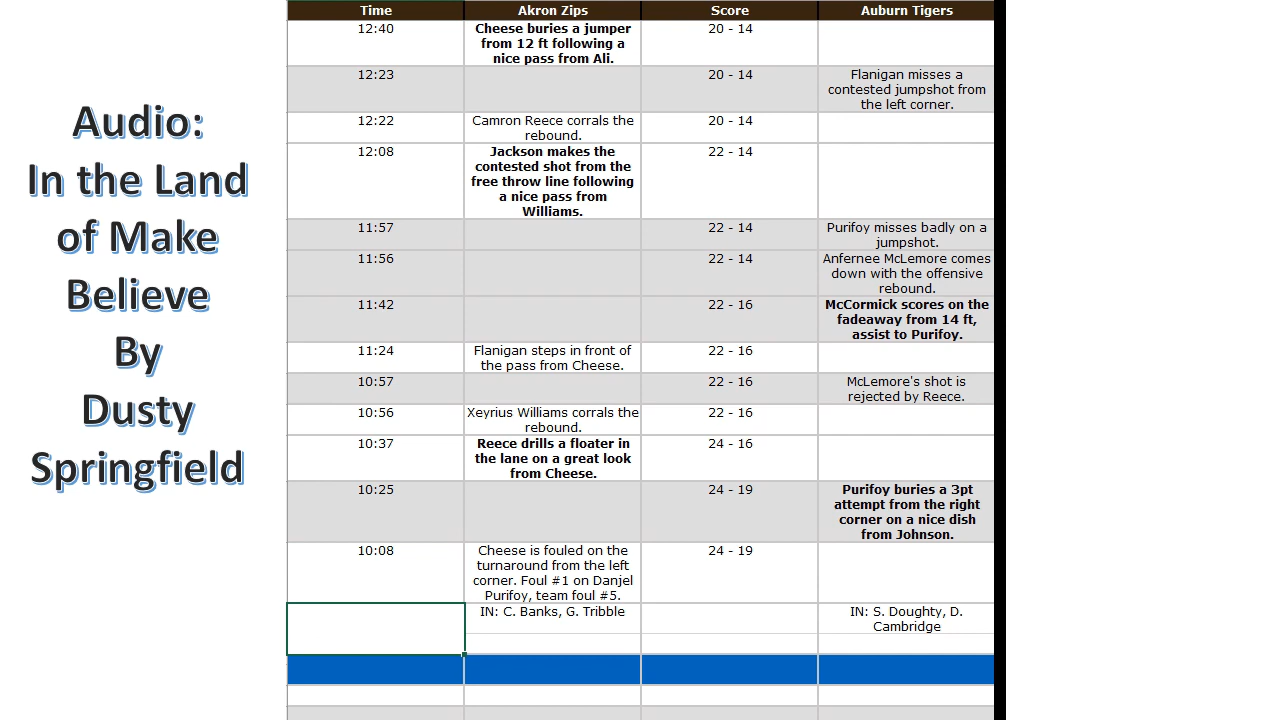 Audio:
In the Land
of Make
Believe
By
Dusty
Springfield
Time Akron Zips Score Auburn Tigers
12:40 Cheese buries a jumper 20 - 14
from 12 ft following a
nice pass from Ali.
12:23 20 - 14 Flanigan misses a
contested jumpshot from
the left corner.
12:22 Camron Reece corrals the 20 - 14
rebound.
12:08 Jackson makes the 22 - 14
contested shot from the
free throw line following
a nice pass from
Williams.
11:57 22 - 14 Purifoy misses badly on a
jumpshot.
11:56 22 - 14 Anfernee McLemore comes
down with the offensive
rebound.
11:42 22 - 16 McCormick scores on the
fadeaway from 14 ft,
assist to Purifoy.
11:24 Flanigan steps in front of 22 - 16
the pass from Cheese.
10:57 22 - 16 McLemore's shot is
rejected by Reece.
10:56 Xeyrius Williams corrals the 22 - 16
rebound.
10:37 Reece drills a floater in 24 - 16
the lane on a great look
from Cheese.
10:25 24 - 19 Purifoy buries a 3pt
attempt from the right
corner on a nice dish
from Johnson.
10:08 Cheese is fouled on the 24 - 19
turnaround from the left
corner. Foul #1 on Danjel
Purifoy, team foul #5.
IN: C. Banks, G. Tribble IN: S. Doughty, D.
Cambridge